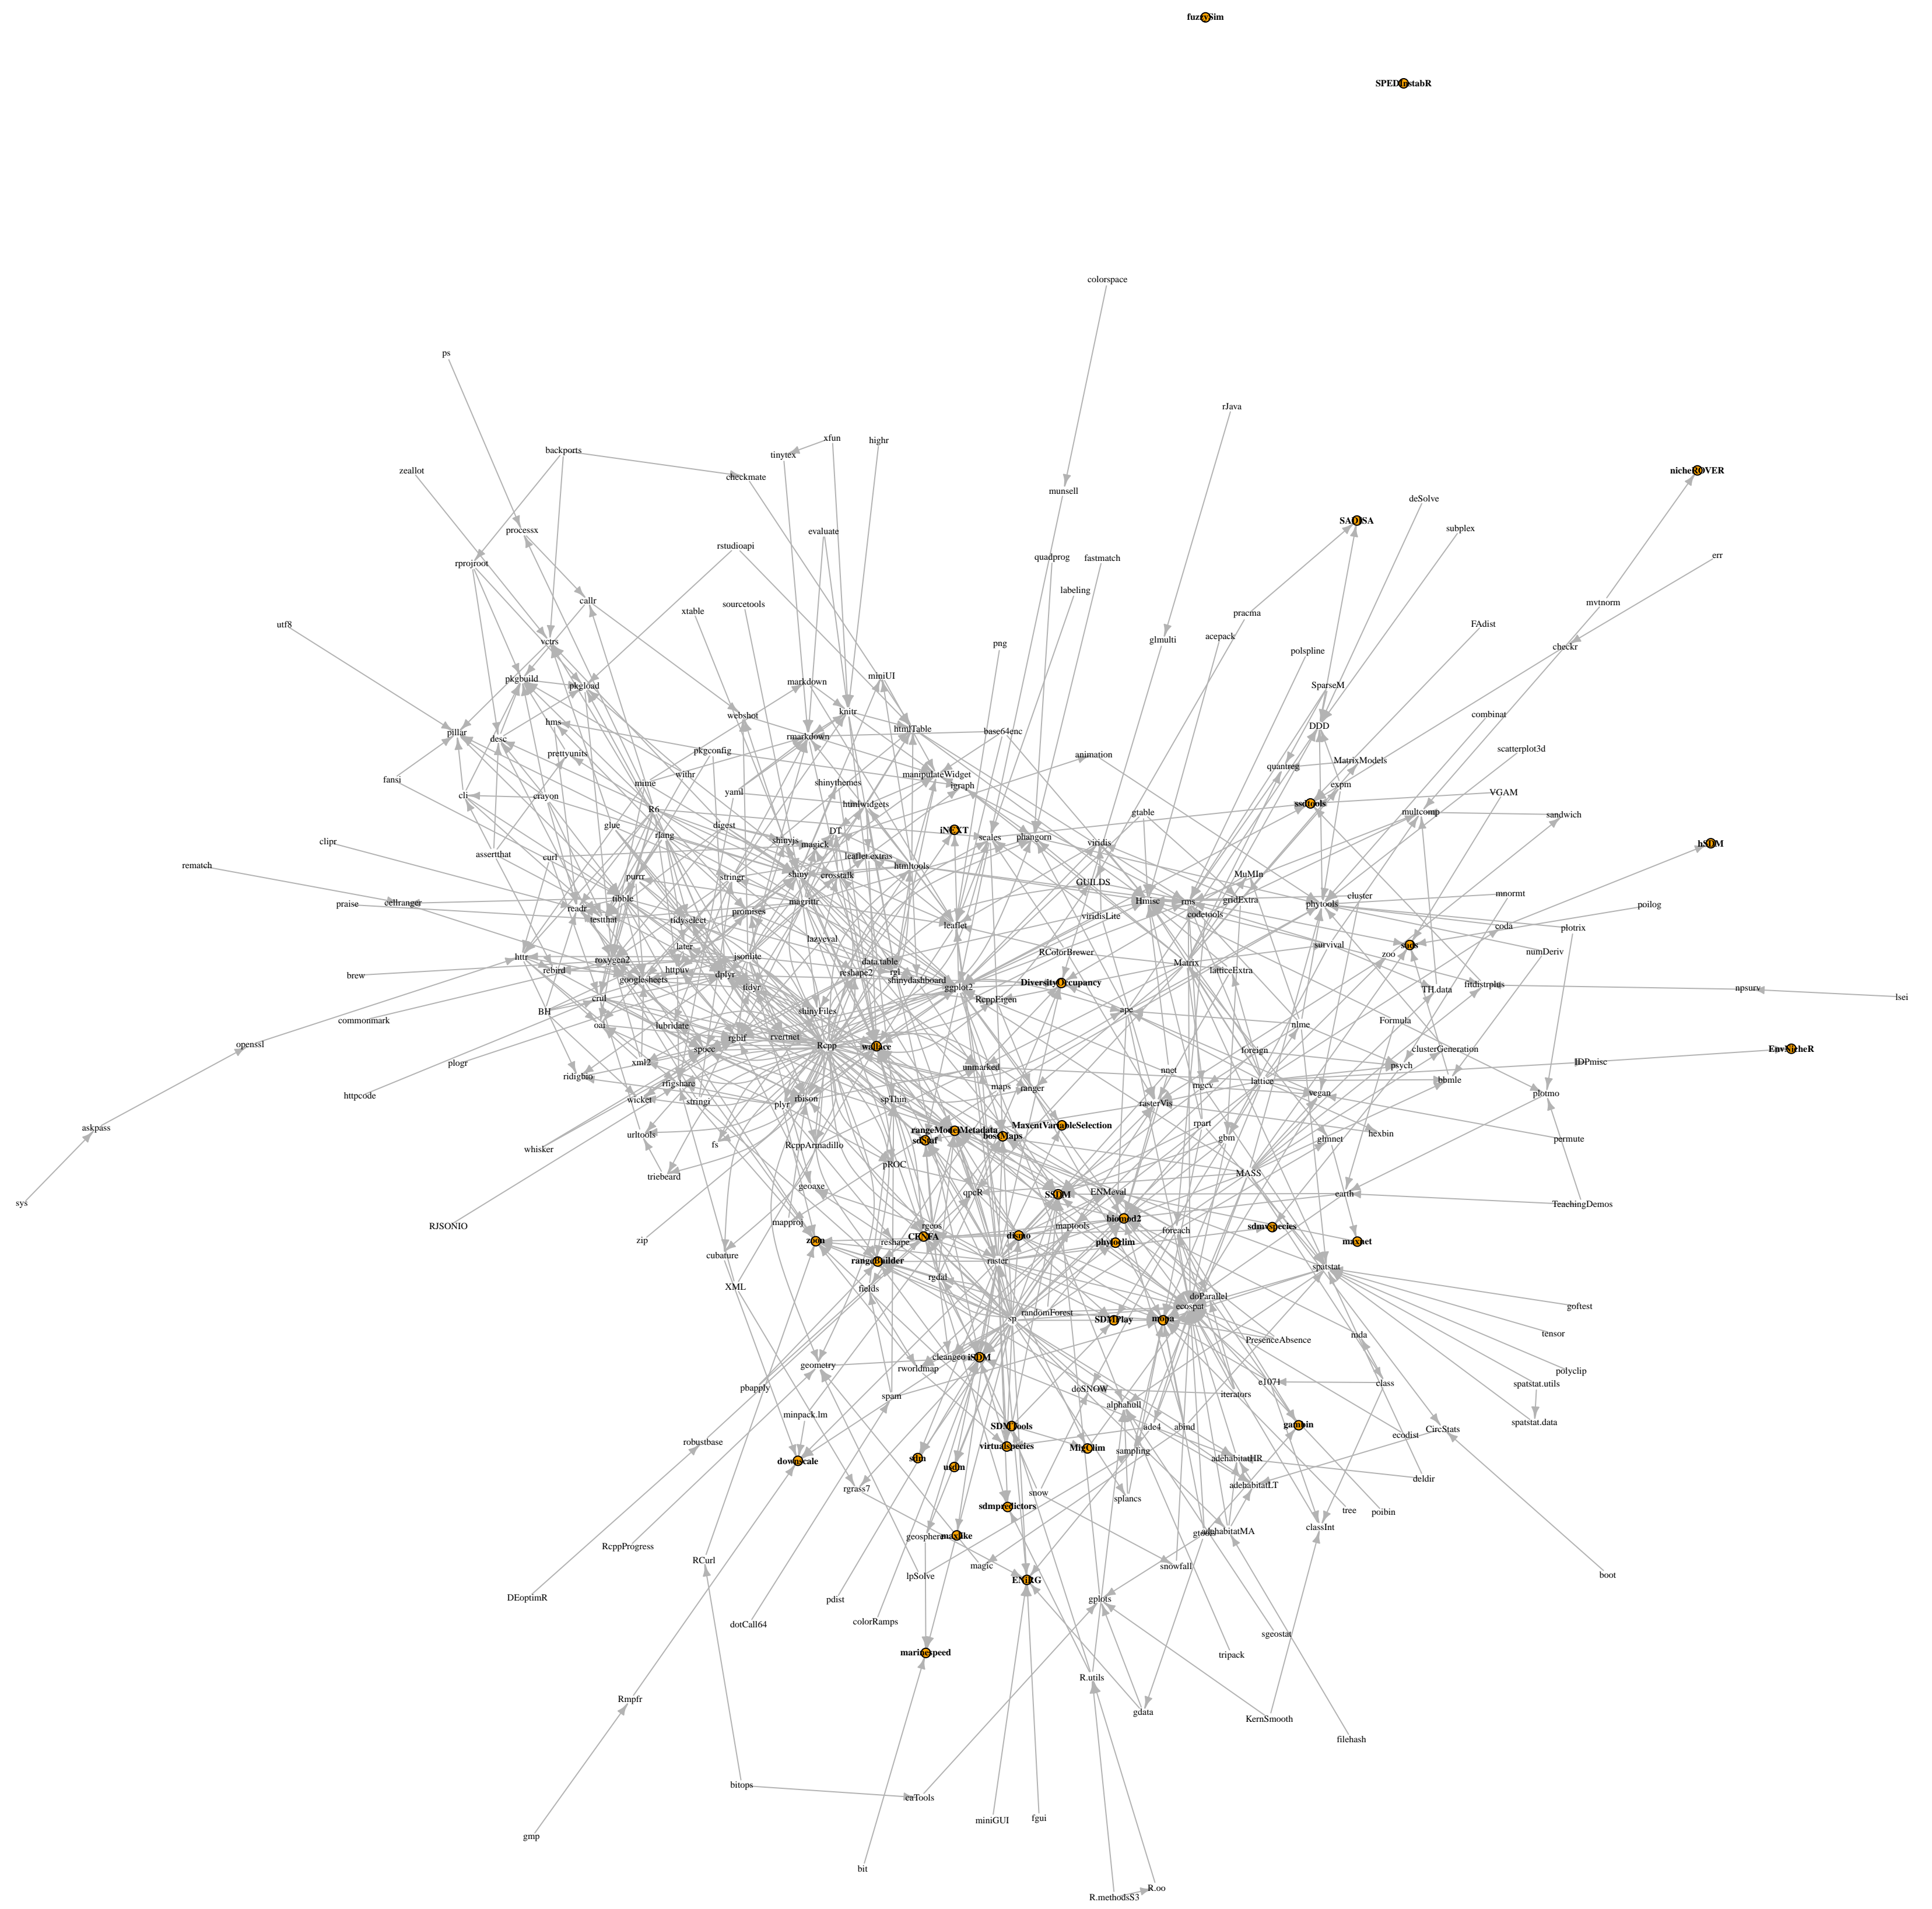 fuzzySim
SPEDInstabR
colorspace
ps
rJava
xfun
highr
backports
tinytex
zeallot
checkmate
nicheROVER
munsell
deSolve
SADISA
subplex
processx
evaluate
rstudioapi
quadprog
fastmatch
err
rprojroot
labeling
callr
sourcetools
xtable
pracma
mvtnorm
utf8
acepack
FAdist
glmulti
vctrs
png
polspline
checkr
miniUI
pkgbuild
pkgload
markdown
SparseM
knitr
webshot
combinat
hms
DDD
htmlTable
pillar
desc
rmarkdown
base64enc
scatterplot3d
prettyunits
pkgconfig
animation
MatrixModels
quantreg
withr
manipulateWidget
fansi
mime
shinythemes
igraph
expm
cli
crayon
yaml
VGAM
htmlwidgets
ssdtools
R6
multcomp
sandwich
gtable
glue
digest
DT
iNEXT
rlang
scales
phangorn
clipr
shinyjs
magick
viridis
hSDM
assertthat
curl
leaflet.extras
rematch
htmltools
purrr
stringr
shiny
crosstalk
GUILDS
MuMIn
praise
cellranger
tibble
magrittr
gridExtra
cluster
mnormt
readr
Hmisc
rms
phytools
testthat
tidyselect
promises
codetools
viridisLite
poilog
leaflet
coda
plotrix
later
lazyeval
survival
sads
httr
jsonlite
RColorBrewer
zoo
numDeriv
roxygen2
data.table
Matrix
brew
rebird
httpuv
dplyr
reshape2
rgl
latticeExtra
googlesheets
shinydashboard
DiversityOccupancy
fitdistrplus
tidyr
ggplot2
TH.data
npsurv
lsei
crul
RcppEigen
BH
shinyFiles
ape
commonmark
oai
lubridate
nlme
Formula
rgbif
rvertnet
openssl
Rcpp
wallace
foreign
clusterGeneration
EnvNicheR
spocc
plogr
xml2
unmarked
IDPmisc
psych
nnet
ridigbio
rfigshare
maps
ranger
mgcv
lattice
bbmle
httpcode
wicket
stringi
plyr
rbison
spThin
rasterVis
vegan
plotmo
askpass
urltools
rangeModelMetadata
MaxentVariableSelection
rpart
hexbin
whisker
fs
RcppArmadillo
sdStaf
bossMaps
gbm
glmnet
permute
pROC
triebeard
MASS
geoaxe
qpcR
SSDM
ENMeval
earth
TeachingDemos
sys
mapproj
biomod2
RJSONIO
rgeos
maptools
foreach
sdmvspecies
zip
zoon
reshape
CENFA
dismo
phyloclim
maxnet
cubature
rangeBuilder
raster
spatstat
rgdal
XML
fields
doParallel
ecospat
goftest
sp
randomForest
SDMPlay
mopa
PresenceAbsence
mda
tensor
cleangeo
iSDM
geometry
rworldmap
polyclip
pbapply
e1071
class
spam
doSNOW
iterators
spatstat.utils
alphahull
minpack.lm
SDMTools
ade4
abind
gambin
spatstat.data
CircStats
ecodist
robustbase
virtualspecies
MigClim
sampling
downscale
sdm
usdm
adehabitatHR
deldir
rgrass7
snow
adehabitatLT
splancs
sdmpredictors
tree
poibin
classInt
geosphere
maxlike
gtools
adehabitatMA
RcppProgress
RCurl
magic
snowfall
lpSolve
ENiRG
boot
DEoptimR
pdist
gplots
dotCall64
colorRamps
sgeostat
marinespeed
tripack
R.utils
Rmpfr
gdata
KernSmooth
filehash
bitops
caTools
miniGUI
fgui
gmp
bit
R.oo
R.methodsS3